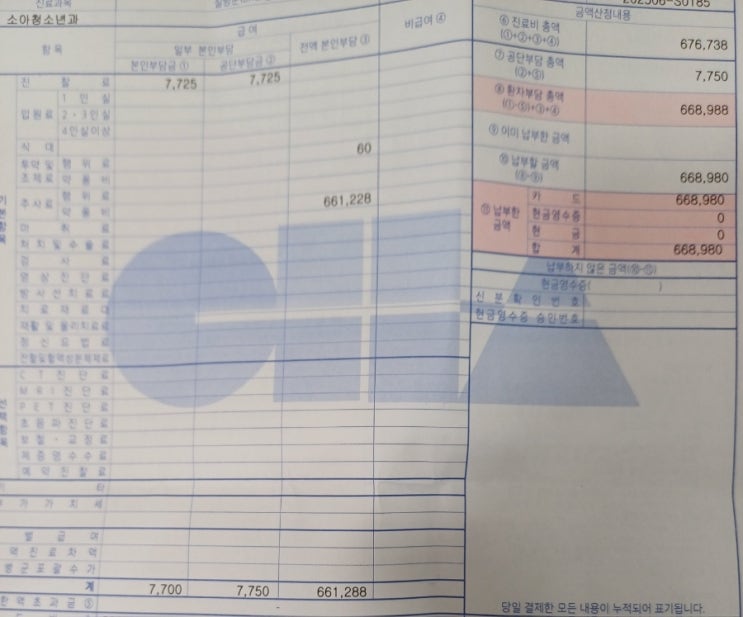 진료과목
소아청소년과
202506-S0185
항 목
급 여
비급여 ④
일부 본인부담
전액 본인부담 ③
본인부담금 ①
공단부담금 ②
진 찰 료 7,725 7,725
입원료
1 인 실
2 · 3 인 실
4인실이상
식 대 60
투약 및 조제료
행 위 료
약 품 비
주사료
행 위 료 661,228
약 품 비
마 취 료
처 치 및 수 술 료
검 사 료
영 상 진 단 료
방 사 선 치 료 료
치 료 재 료 대
재활 및 물리치료료
정 신 요 법 료
전혈및혈액성분제제료
C T 진 단 료
M R I 진 단 료
P E T 진 단 료
초 음 파 진 단 료
보 철 · 교 정 료
제 증 명 수 수 료
예 약 진 찰 료
기 타
부 가 가 치 세
계 7,700 7,750 661,288
금액산정내용
⑥ 진료비 총액
(①+②+③+④)
676,738
⑦ 공단부담 총액
(②+⑤)
7,750
⑧ 환자부담 총액
(①-⑤)+③+④
668,988
⑨ 이미 납부한 금액
⑩ 납부할 금액
(⑧-⑨)
668,980
⑪ 납부한 금액
카 드 668,980
현금영수증 0
현 금 0
합 계 668,980
납부하지 않은 금액(⑩-⑪)
현금영수증( )
신 분 확 인 번 호
현금영수증 승인번호
CHA
당일 결제한 모든 내용이 누적되어 표기됩니다.